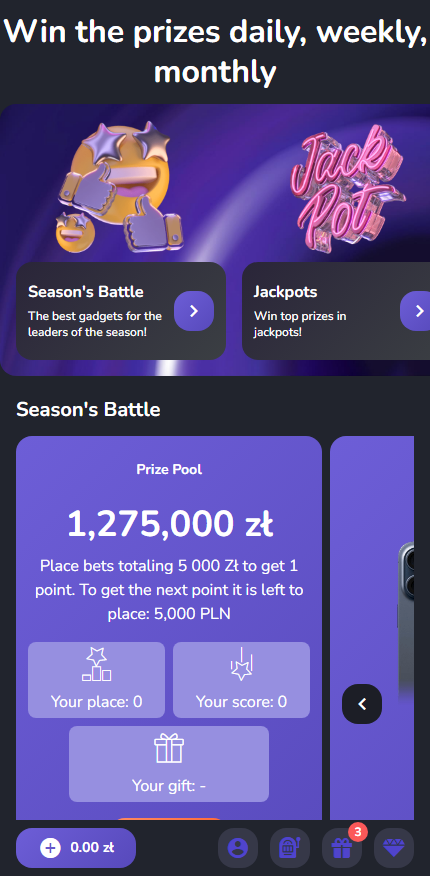 Win the prizes daily, weekly,
monthly
Jack
Pot
Season's Battle
The best gadgets for the
leaders of the season!
Jackpots
Win top prizes in
jackpots!
Season's Battle
Prize Pool
1,275,000 zł
Place bets totaling 5 000 Zł to get 1
point. To get the next point it is left to
place: 5,000 PLN
Your place: 0
Your score: 0
Your gift: -
0.00 zł
3